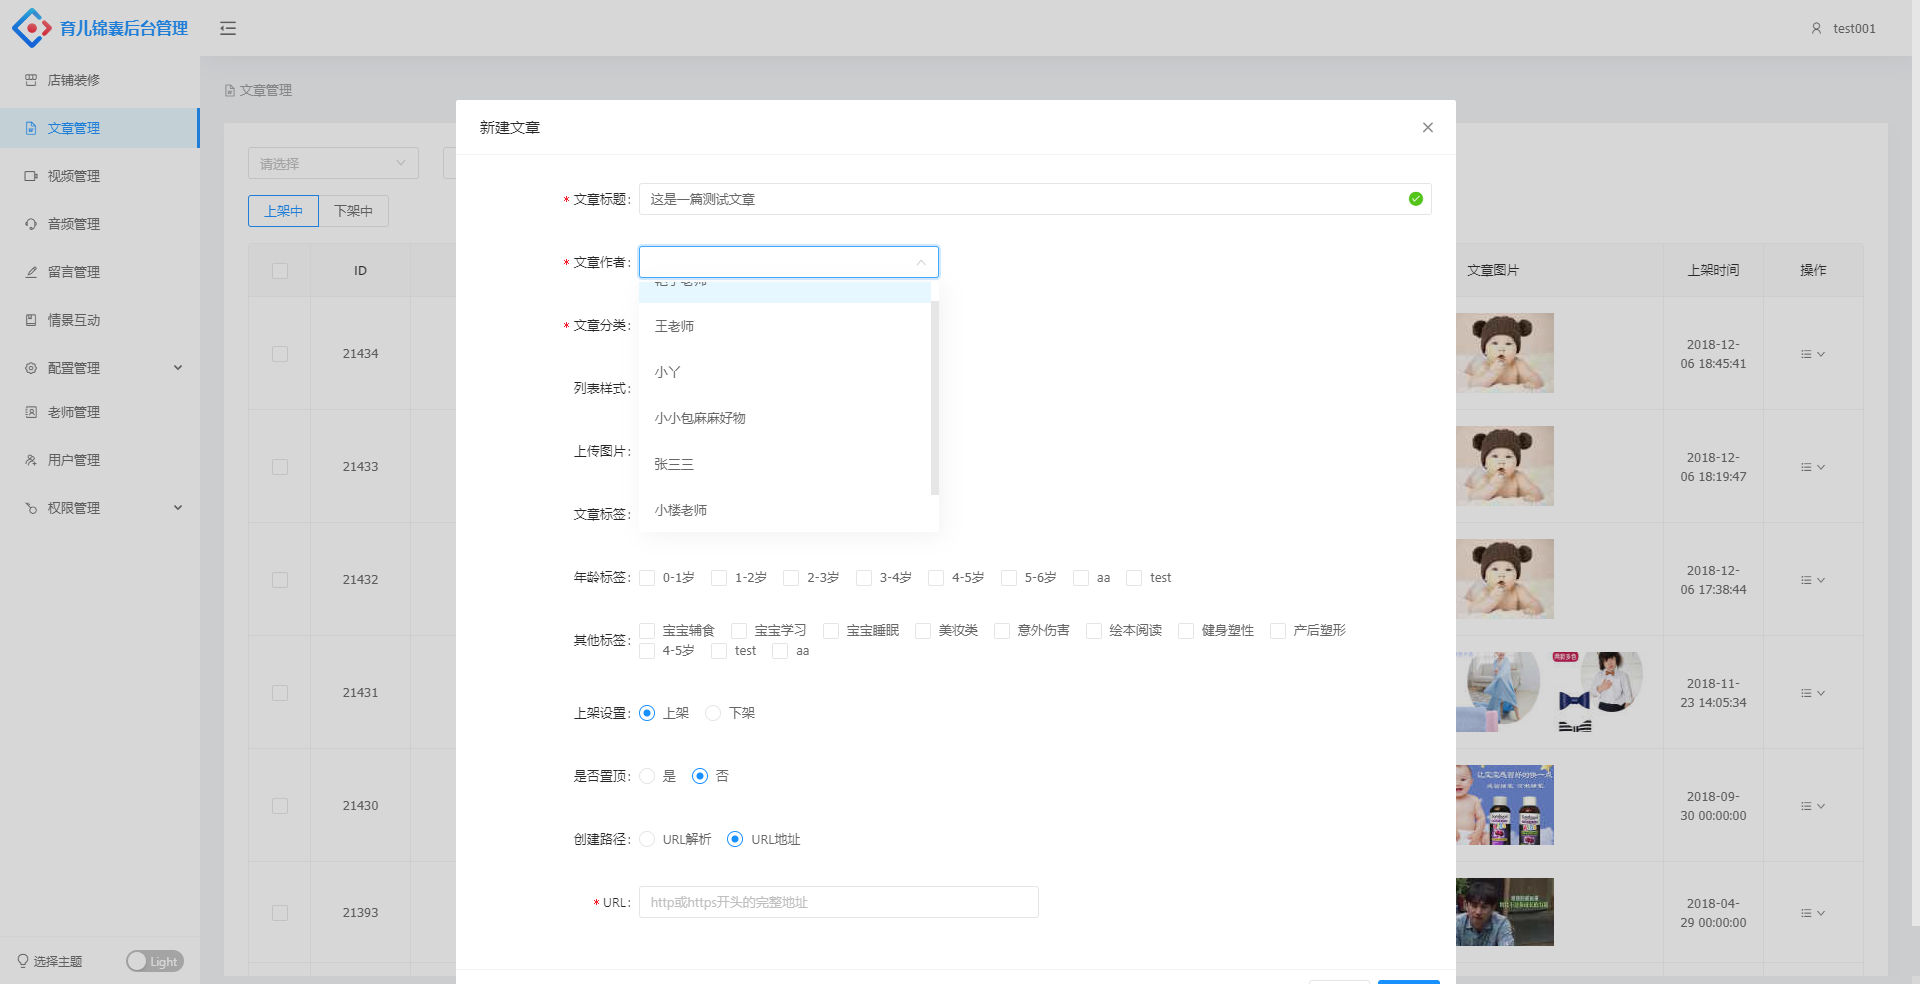 育儿锦囊后台管理
test001
店铺装修
文章管理
视频管理
音频管理
留言管理
情景互动
配置管理
老师管理
用户管理
权限管理
选择主题
Light
文章管理
请选择
上架中
下架中
ID
文章图片
上架时间
操作
21434
2018-12-
06 18:45:41
21433
2018-12-
06 18:19:47
21432
2018-12-
06 17:38:44
21431
2018-11-
23 14:05:34
21430
2018-09-
30 00:00:00
21393
2018-04-
29 00:00:00
新建文章
* 文章标题: 这是一篇测试文章
* 文章作者:
王老师
小丫
小小包麻麻好物
张三三
小楼老师
* 文章分类:
列表样式:
上传图片:
文章标签:
年龄标签: 0-1岁 1-2岁 2-3岁 3-4岁 4-5岁 5-6岁 aa test
其他标签: 宝宝辅食 宝宝学习 宝宝睡眠 美妆类 意外伤害 绘本阅读 健身塑性 产后塑形
4-5岁 test aa
上架设置: 上架 下架
是否置顶: 是 否
创建路径: URL解析 URL地址
* URL: http或https开头的完整地址